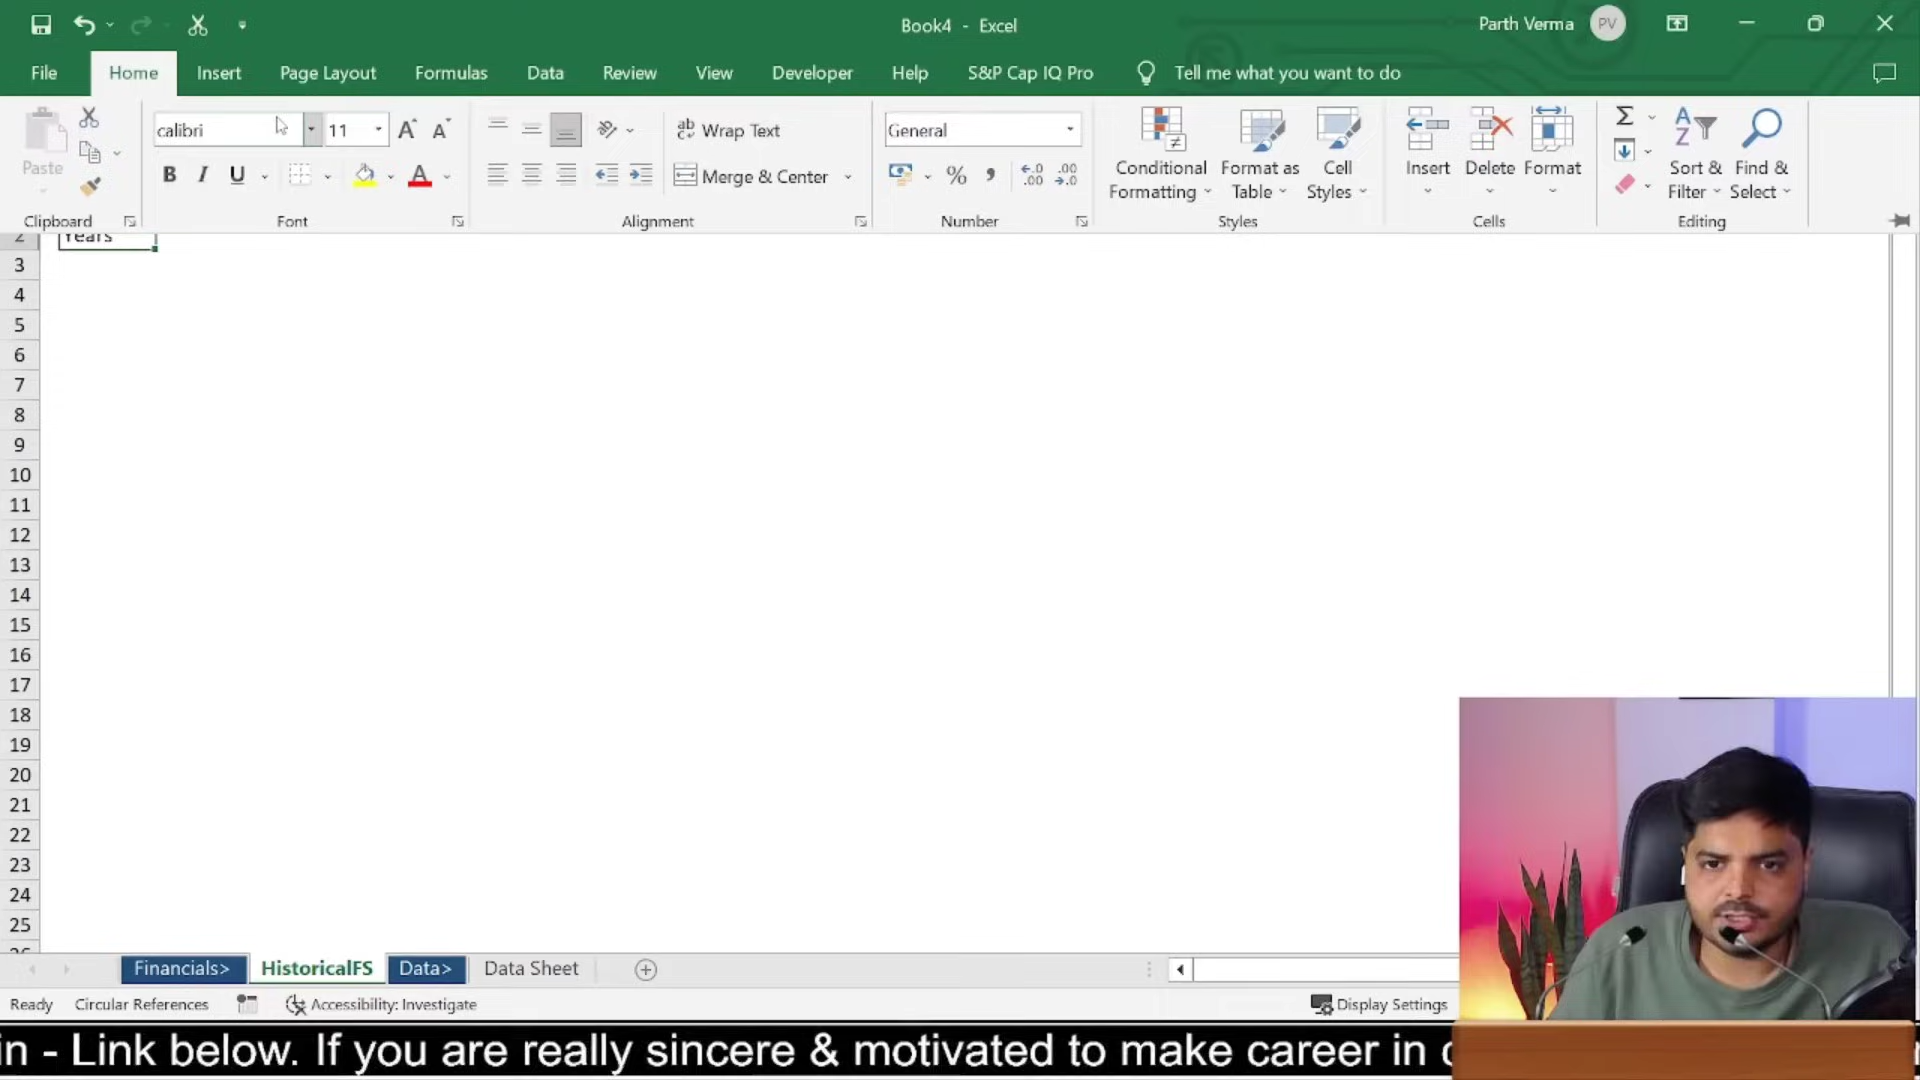 Book4 - Excel
Parth Verma
PV
File
Home
Insert
Page Layout
Formulas
Data
Review
View
Developer
Help
S&P Cap IQ Pro
Tell me what you want to do
Paste
Clipboard
calibri
11
A
A
B
I
U
A
Font
ab
Wrap Text
Merge & Center
Alignment
General
%
Number
Conditional
Formatting
Format as
Table
Cell
Styles
Styles
Insert
Delete
Format
Cells
Σ
Sort &
Filter
Find &
Select
Editing
2
Years
3
4
5
6
7
8
9
10
11
12
13
14
15
16
17
18
19
20
21
22
23
24
25
Financials>
HistoricalFS
Data>
Data Sheet
Ready
Circular References
Accessibility: Investigate
Display Settings
in - Link below. If you are really sincere & motivated to make career in